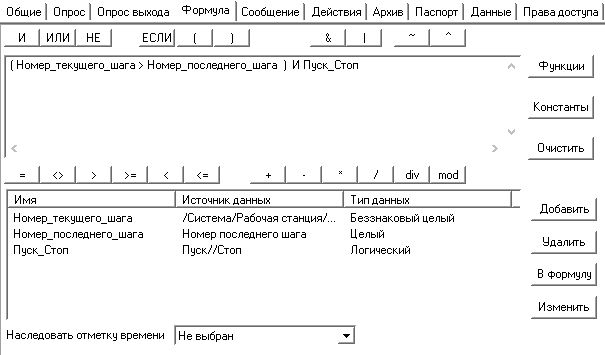 Общие Опрос Опрос выхода Формула Сообщение Действия Архив Паспорт Данные Права доступа
И ИЛИ НЕ ЕСЛИ ( ) & | ~ ^
( Номер_текущего_шага > Номер_последнего_шага ) И Пуск_Стоп
Функции
Константы
Очистить
= <> > >= < <= + - * / div mod
Имя Источник данных Тип данных
Номер_текущего_шага /Система/Рабочая станция/... Беззнаковый целый
Номер_последнего_шага Номер последнего шага Целый
Пуск_Стоп Пуск//Стоп Логический
Добавить
Удалить
В формулу
Изменить
Наследовать отметку времени Не выбран